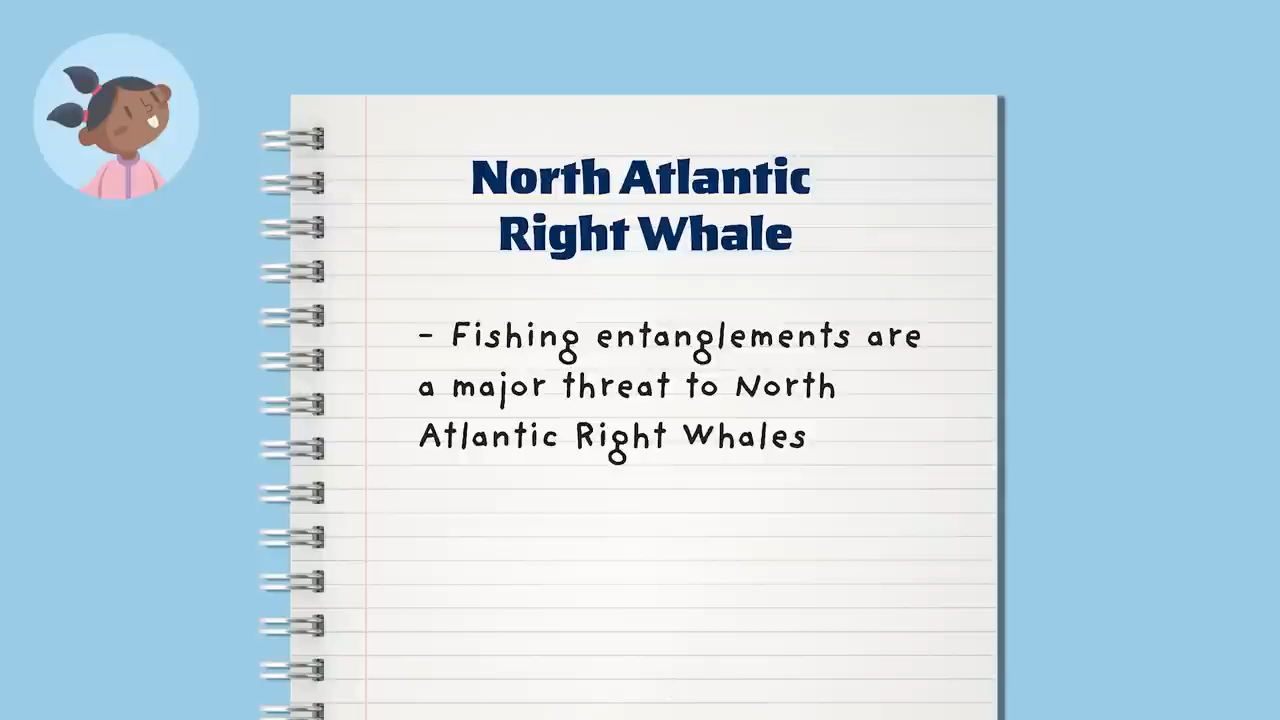 North Atlantic
Right Whale
- Fishing entanglements are
a major threat to North
Atlantic Right Whales